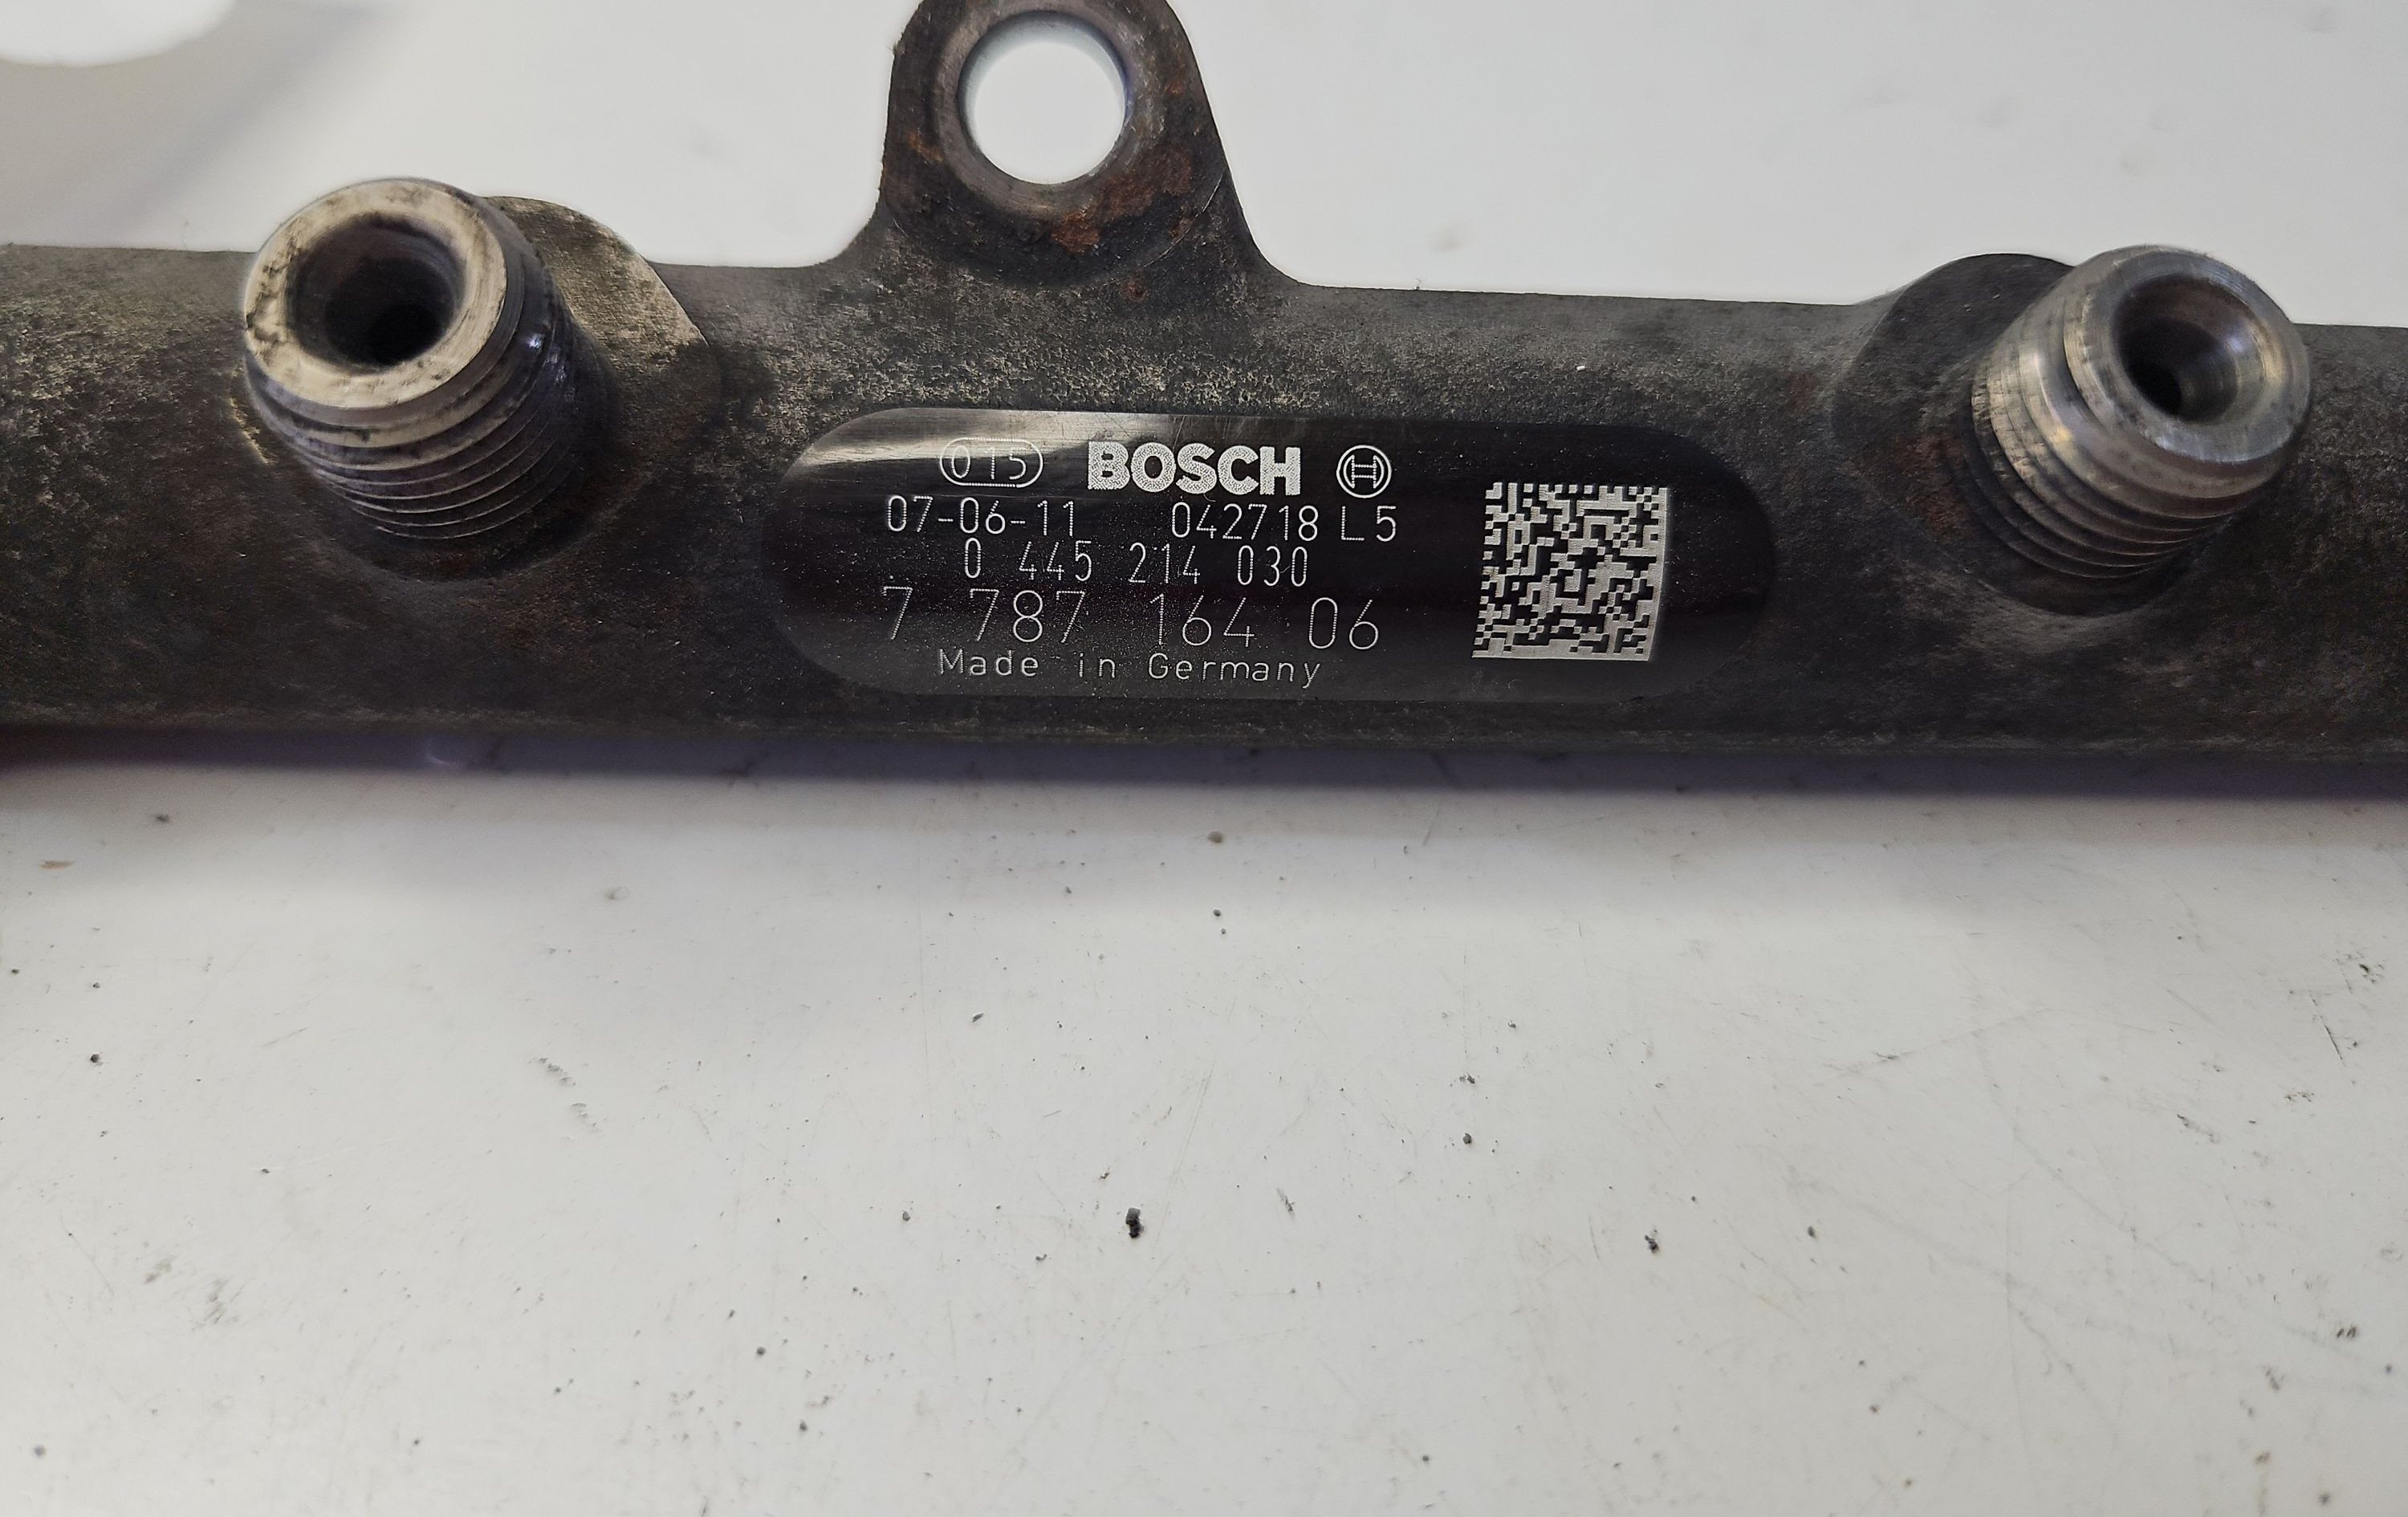 015 BOSCH
07-06-11 042718 L5
0 445 214 030
7 787 164 06
Made in Germany